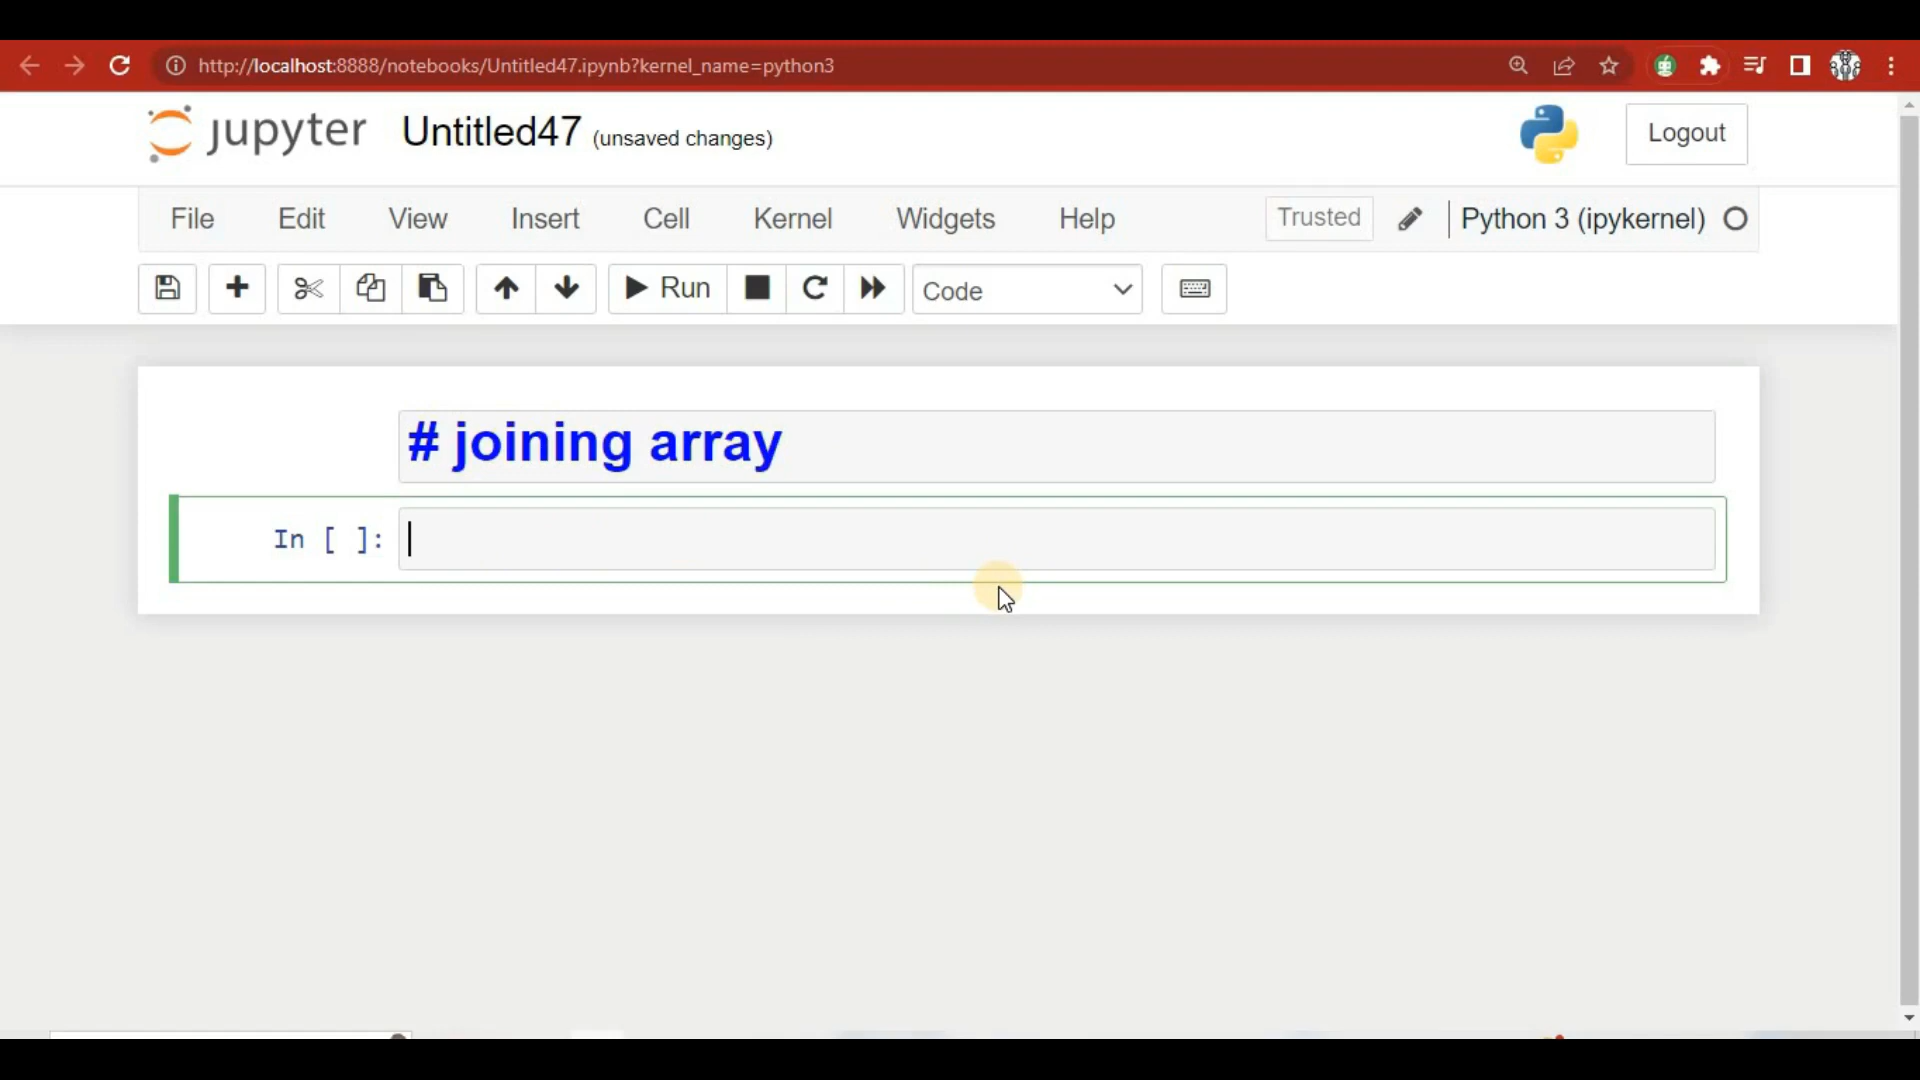 http://localhost:8888/notebooks/Untitled47.ipynb?kernel_name=python3
jupyter Untitled47 (unsaved changes) Logout
File Edit View Insert Cell Kernel Widgets Help Trusted Python 3 (ipykernel)
Run Code
# joining array
In [ ]: